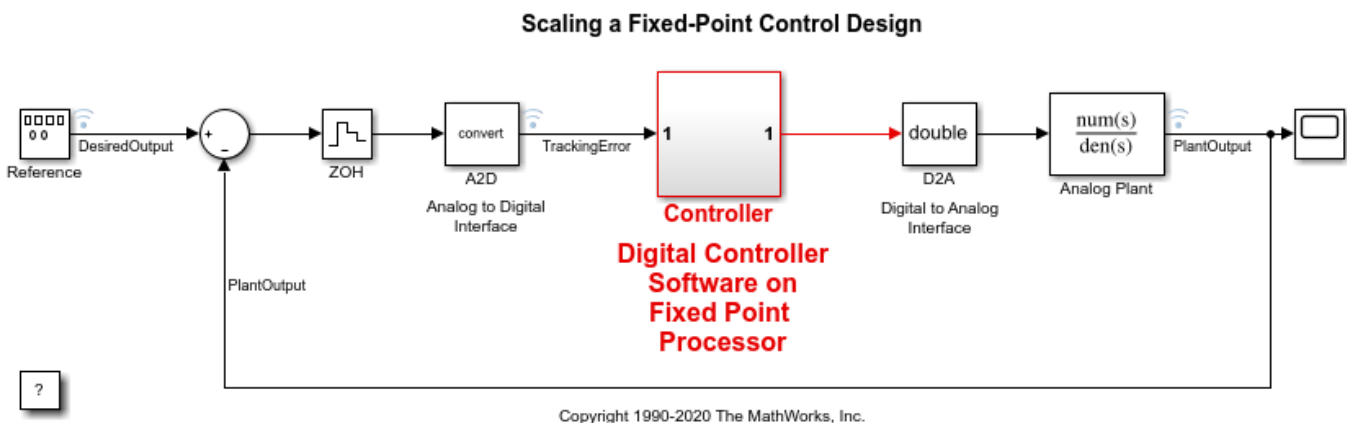 Scaling a Fixed-Point Control Design
DesiredOutput
Reference
+
-
ZOH
convert
A2D
Analog to Digital
Interface
TrackingError
1 1
Controller
Digital Controller
Software on
Fixed Point
Processor
double
D2A
Digital to Analog
Interface
num(s)
den(s)
Analog Plant
PlantOutput
PlantOutput
?
Copyright 1990-2020 The MathWorks, Inc.